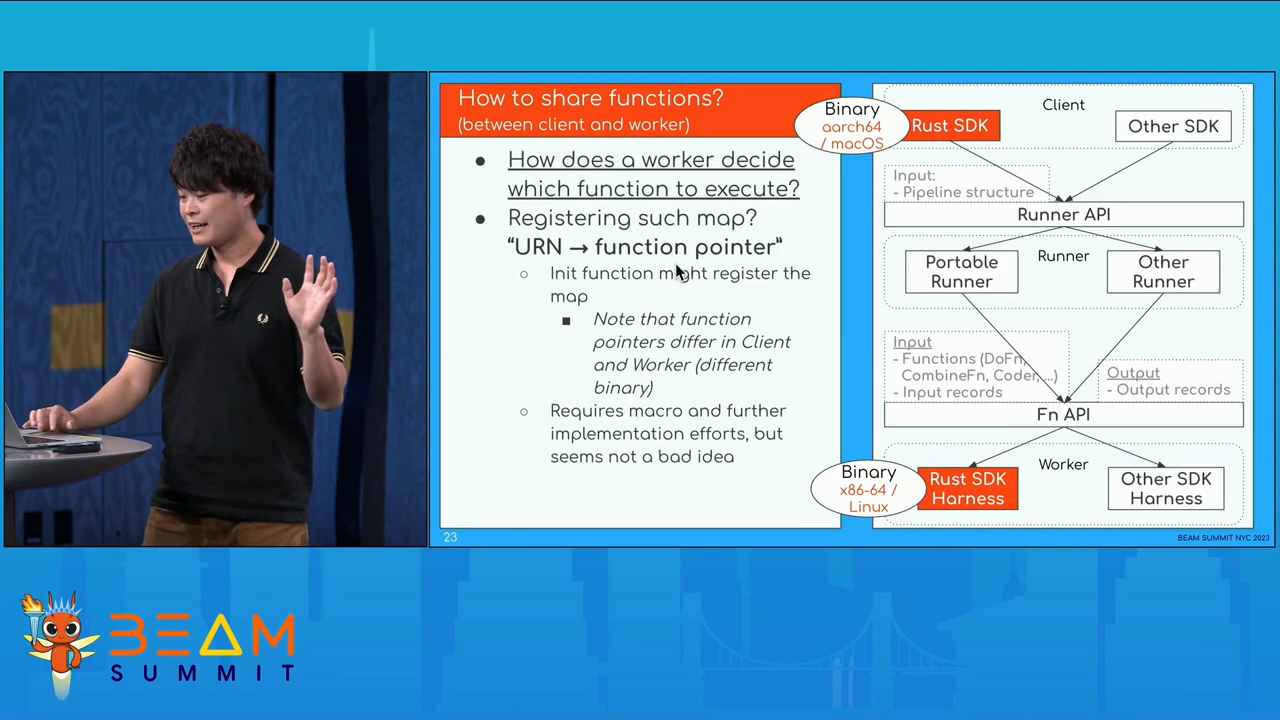 How to share functions?
(between client and worker)
● How does a worker decide
which function to execute?
● Registering such map?
“URN → function pointer”
○ Init function might register the
map
■ Note that function
pointers differ in Client
and Worker (different
binary)
○ Requires macro and further
implementation efforts, but
seems not a bad idea
23
Binary
aarch64
/ macOS
Client
Rust SDK
Other SDK
Input:
- Pipeline structure
Runner API
Runner
Portable
Runner
Other
Runner
Input
- Functions (DoFn,
CombineFn, Coder, ...)
- Input records
Output
- Output records
Fn API
Worker
Binary
x86-64 /
Linux
Rust SDK
Harness
Other SDK
Harness
BEAM SUMMIT NYC 2023
BEAM
SUMMIT